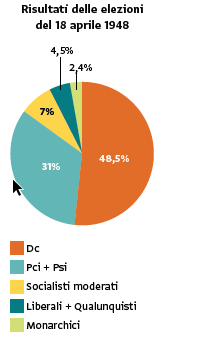 Risultati delle elezioni
del 18 aprile 1948
4,5%
2,4%
7%
48,5%
31%
Dc
Pci + Psi
Socialisti moderati
Liberali + Qualunquisti
Monarchici